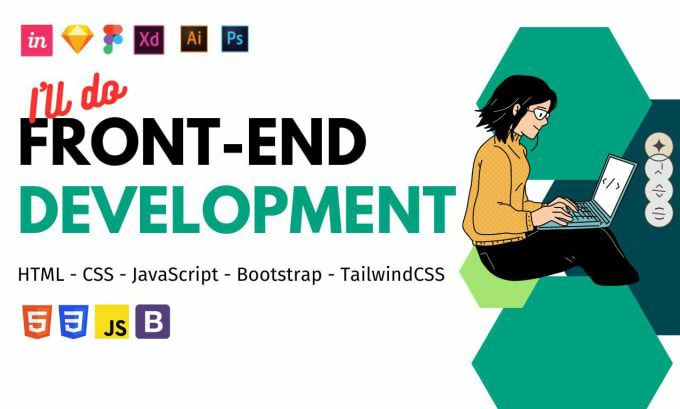 in Xd Ai Ps
I'll do
FRONT-END
DEVELOPMENT
</>
HTML - CSS - JavaScript - Bootstrap - TailwindCSS
5 3 JS B